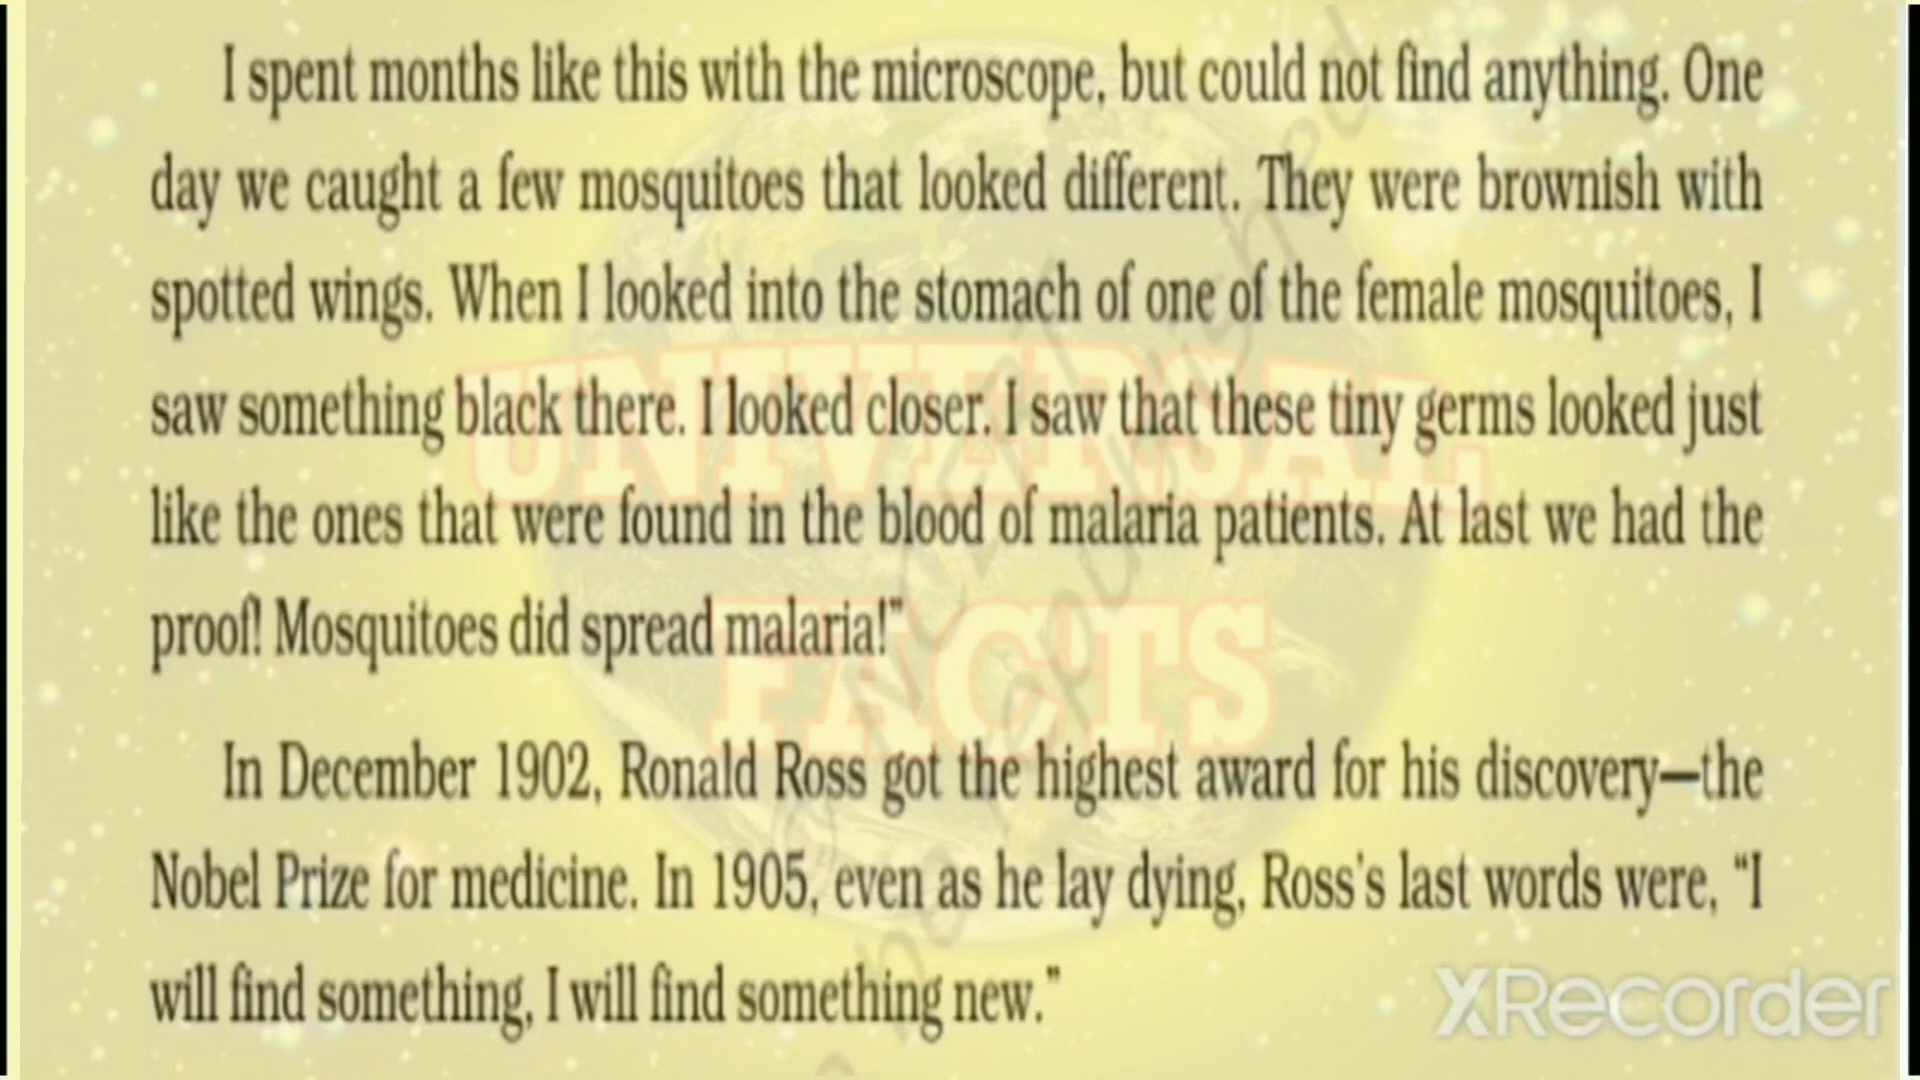 I spent months like this with the microscope, but could not find anything. One
day we caught a few mosquitoes that looked different. They were brownish with
spotted wings. When I looked into the stomach of one of the female mosquitoes, I
saw something black there. I looked closer. I saw that these tiny germs looked just
like the ones that were found in the blood of malaria patients. At last we had the
proof! Mosquitoes did spread malaria!”
In December 1902, Ronald Ross got the highest award for his discovery—the
Nobel Prize for medicine. In 1905, even as he lay dying, Ross's last words were, “I
will find something, I will find something new.”
UNIVERSAL
FACTS
XRecorder